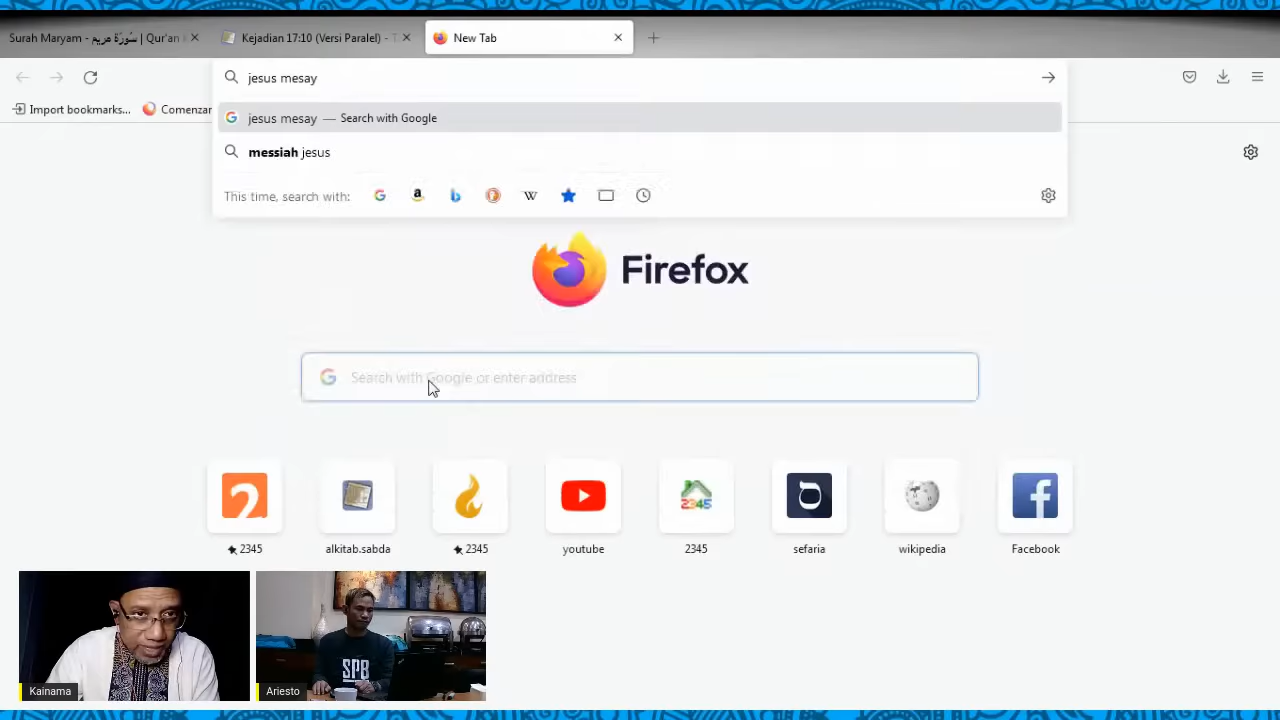 Surah Maryam - سُوْرَة مريم | Qur'an
Kejadian 17:10 (Versi Paralel) - T
New Tab
jesus mesay
Import bookmarks...
Comenzar
jesus mesay — Search with Google
messiah jesus
This time, search with:
Firefox
Search with Google or enter address
2345
alkitab.sabda
2345
youtube
2345
sefaria
wikipedia
Facebook
SPB
Kainama
Ariesto